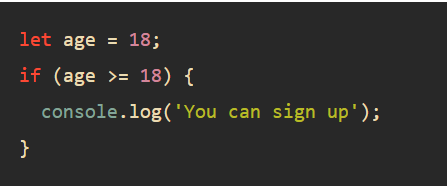 let age = 18;
if (age >= 18) {
  console.log('You can sign up');
}